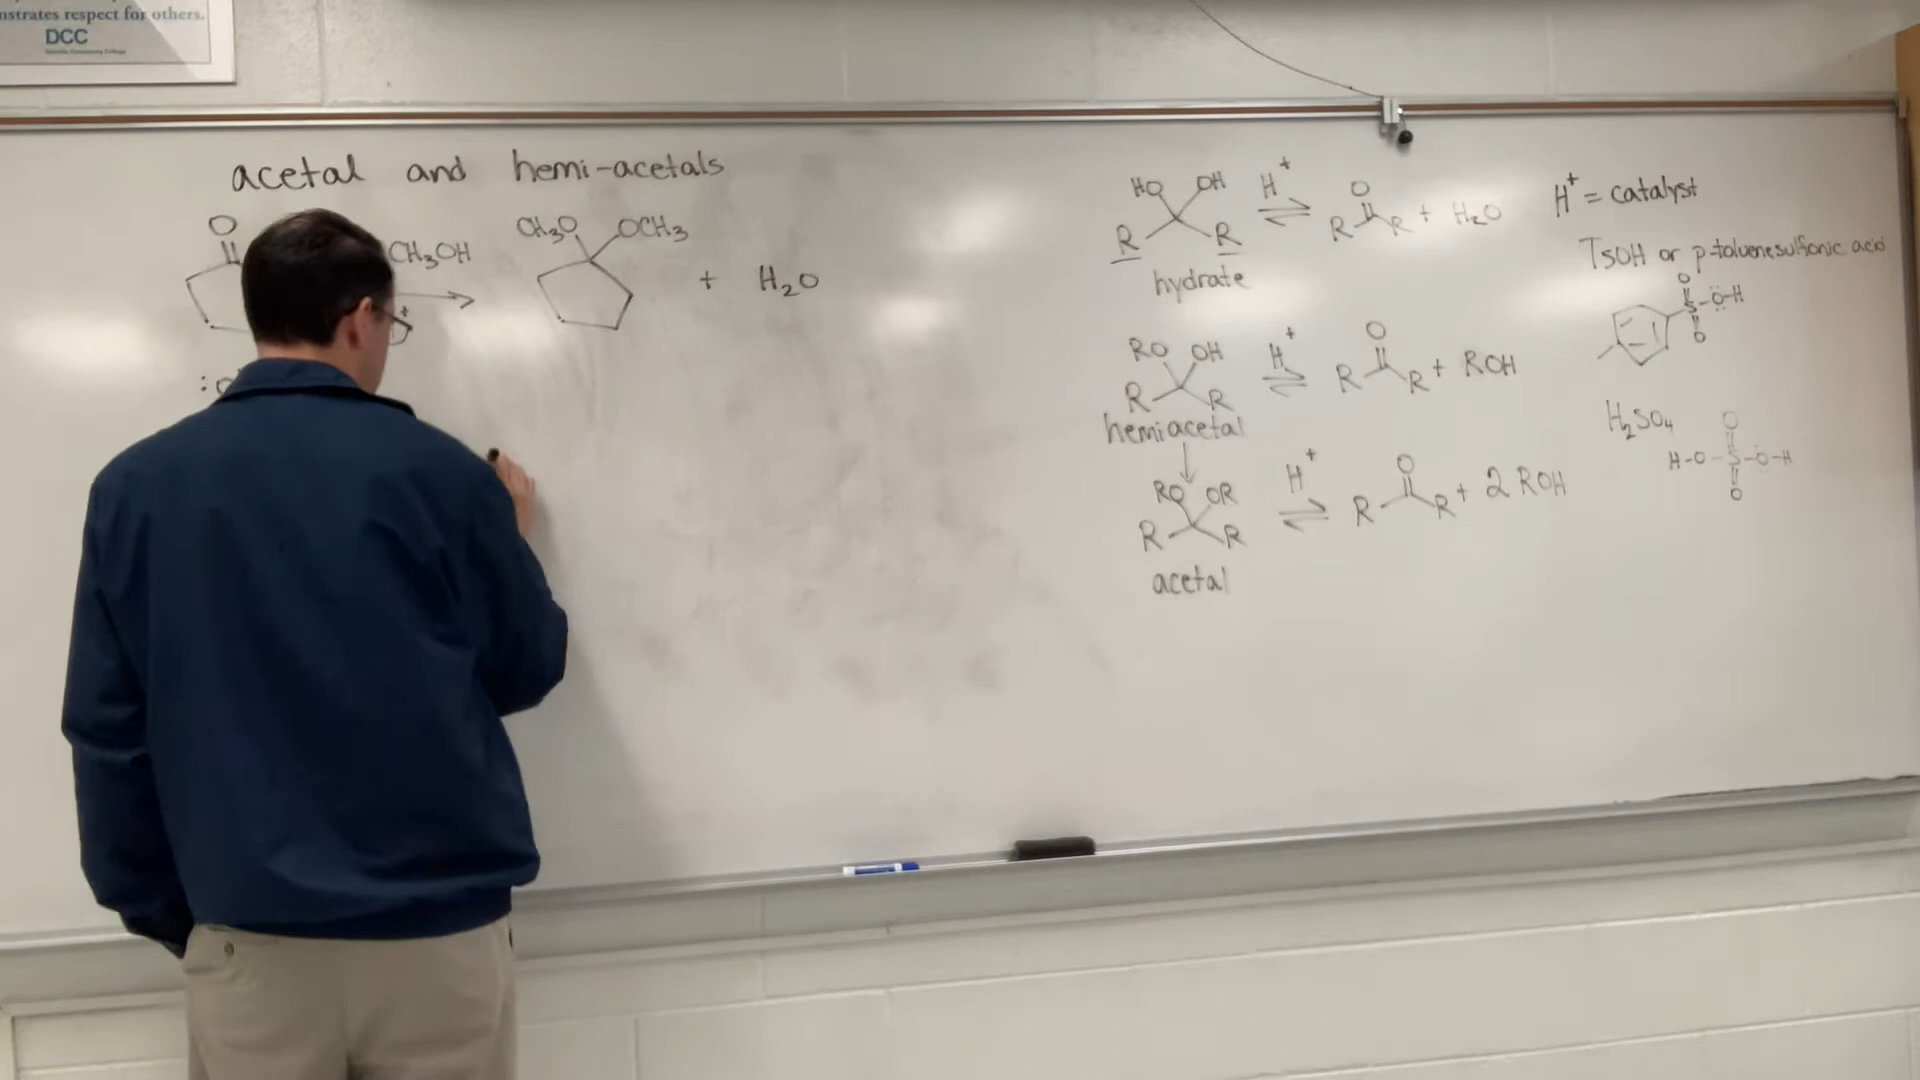 nstrates respect for others.
DCC
acetal and hemi-acetals
O
CH₃OH
CH₃O OCH₃
+ H₂O
HO OH
R R
H⁺
O
R R + H₂O
hydrate
H⁺ = catalyst
TsOH or p-toluenesulfonic acid
O
S-Ö-H
O
RO OH
R R
H⁺
O
R R + ROH
hemiacetal
H₂SO₄
O
H-O-S-O-H
O
RO OR
R R
H⁺
O
R R + 2 ROH
acetal